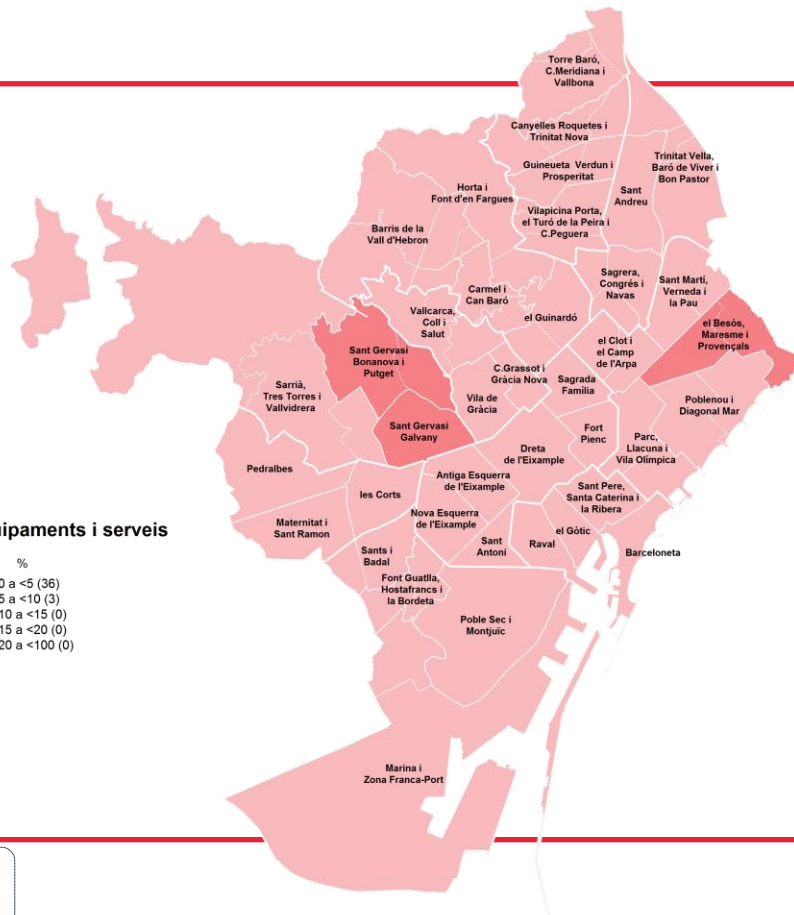 Torre Baró,
C.Meridiana i
Vallbona
Canyelles Roquetes i
Trinitat Nova
Guineueta Verdun i
Prosperitat
Trinitat Vella,
Baró de Viver i
Bon Pastor
Sant
Andreu
Horta i
Font d'en Fargues
Vilapicina Porta,
el Turó de la Peira i
C.Peguera
Barris de la
Vall d'Hebron
Sagrera,
Congrés i
Navas
Sant Martí,
Verneda i
la Pau
Carmel i
Can Baró
Vallcarca,
Coll i
Salut
el Guinardó
el Besòs,
Maresme i
Provençals
Sant Gervasi
Bonanova i
Putget
el Clot i
el Camp
de l'Arpa
C.Grassot i
Gràcia Nova
Sagrada
Família
Sarrià,
Tres Torres i
Vallvidrera
Vila de
Gràcia
Poblenou i
Diagonal Mar
Sant Gervasi
Galvany
Fort
Pienc
Parc,
Llacuna i
Vila Olímpica
Dreta
de l'Eixample
Pedralbes
Antiga Esquerra
de l'Eixample
les Corts
Sant Pere,
Santa Caterina i
la Ribera
Nova Esquerra
de l'Eixample
Maternitat i
Sant Ramon
el Gòtic
Raval
Sant
Antoni
Barceloneta
Sants i
Badal
Font Guatlla,
Hostafrancs i
la Bordeta
Poble Sec i
Montjuïc
Marina i
Zona Franca-Port
uipaments i serveis
%
0 a <5 (36)
5 a <10 (3)
10 a <15 (0)
15 a <20 (0)
20 a <100 (0)